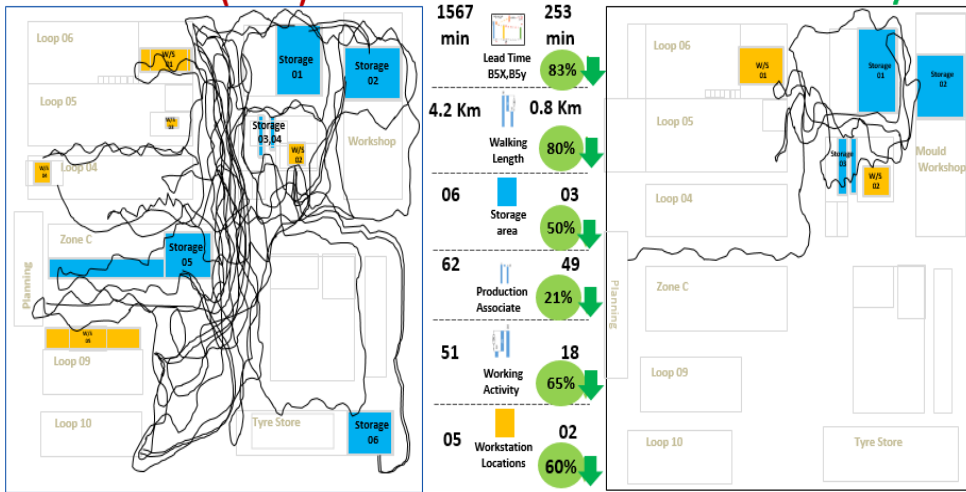 Loop 06
W/S
01
Storage
01
Storage
02
Loop 05
W/S
03
Storage
03,04
W/S
02
Workshop
W/S
04
Loop 04
Zone C
Storage
05
Planning
W/S
05
Loop 09
Loop 10
Tyre Store
Storage
06
1567
min
253
min
Lead Time
B5X,B5y
83%
4.2 Km
0.8 Km
Walking
Length
80%
06
03
Storage
area
50%
62
49
Production
Associate
21%
51
18
Working
Activity
65%
05
02
Workstation
Locations
60%
Loop 06
W/S
01
Storage
01
Storage
02
Loop 05
Storage
03
W/S
02
Mould
Workshop
Loop 04
Zone C
Planning
Loop 09
Loop 10
Tyre Store